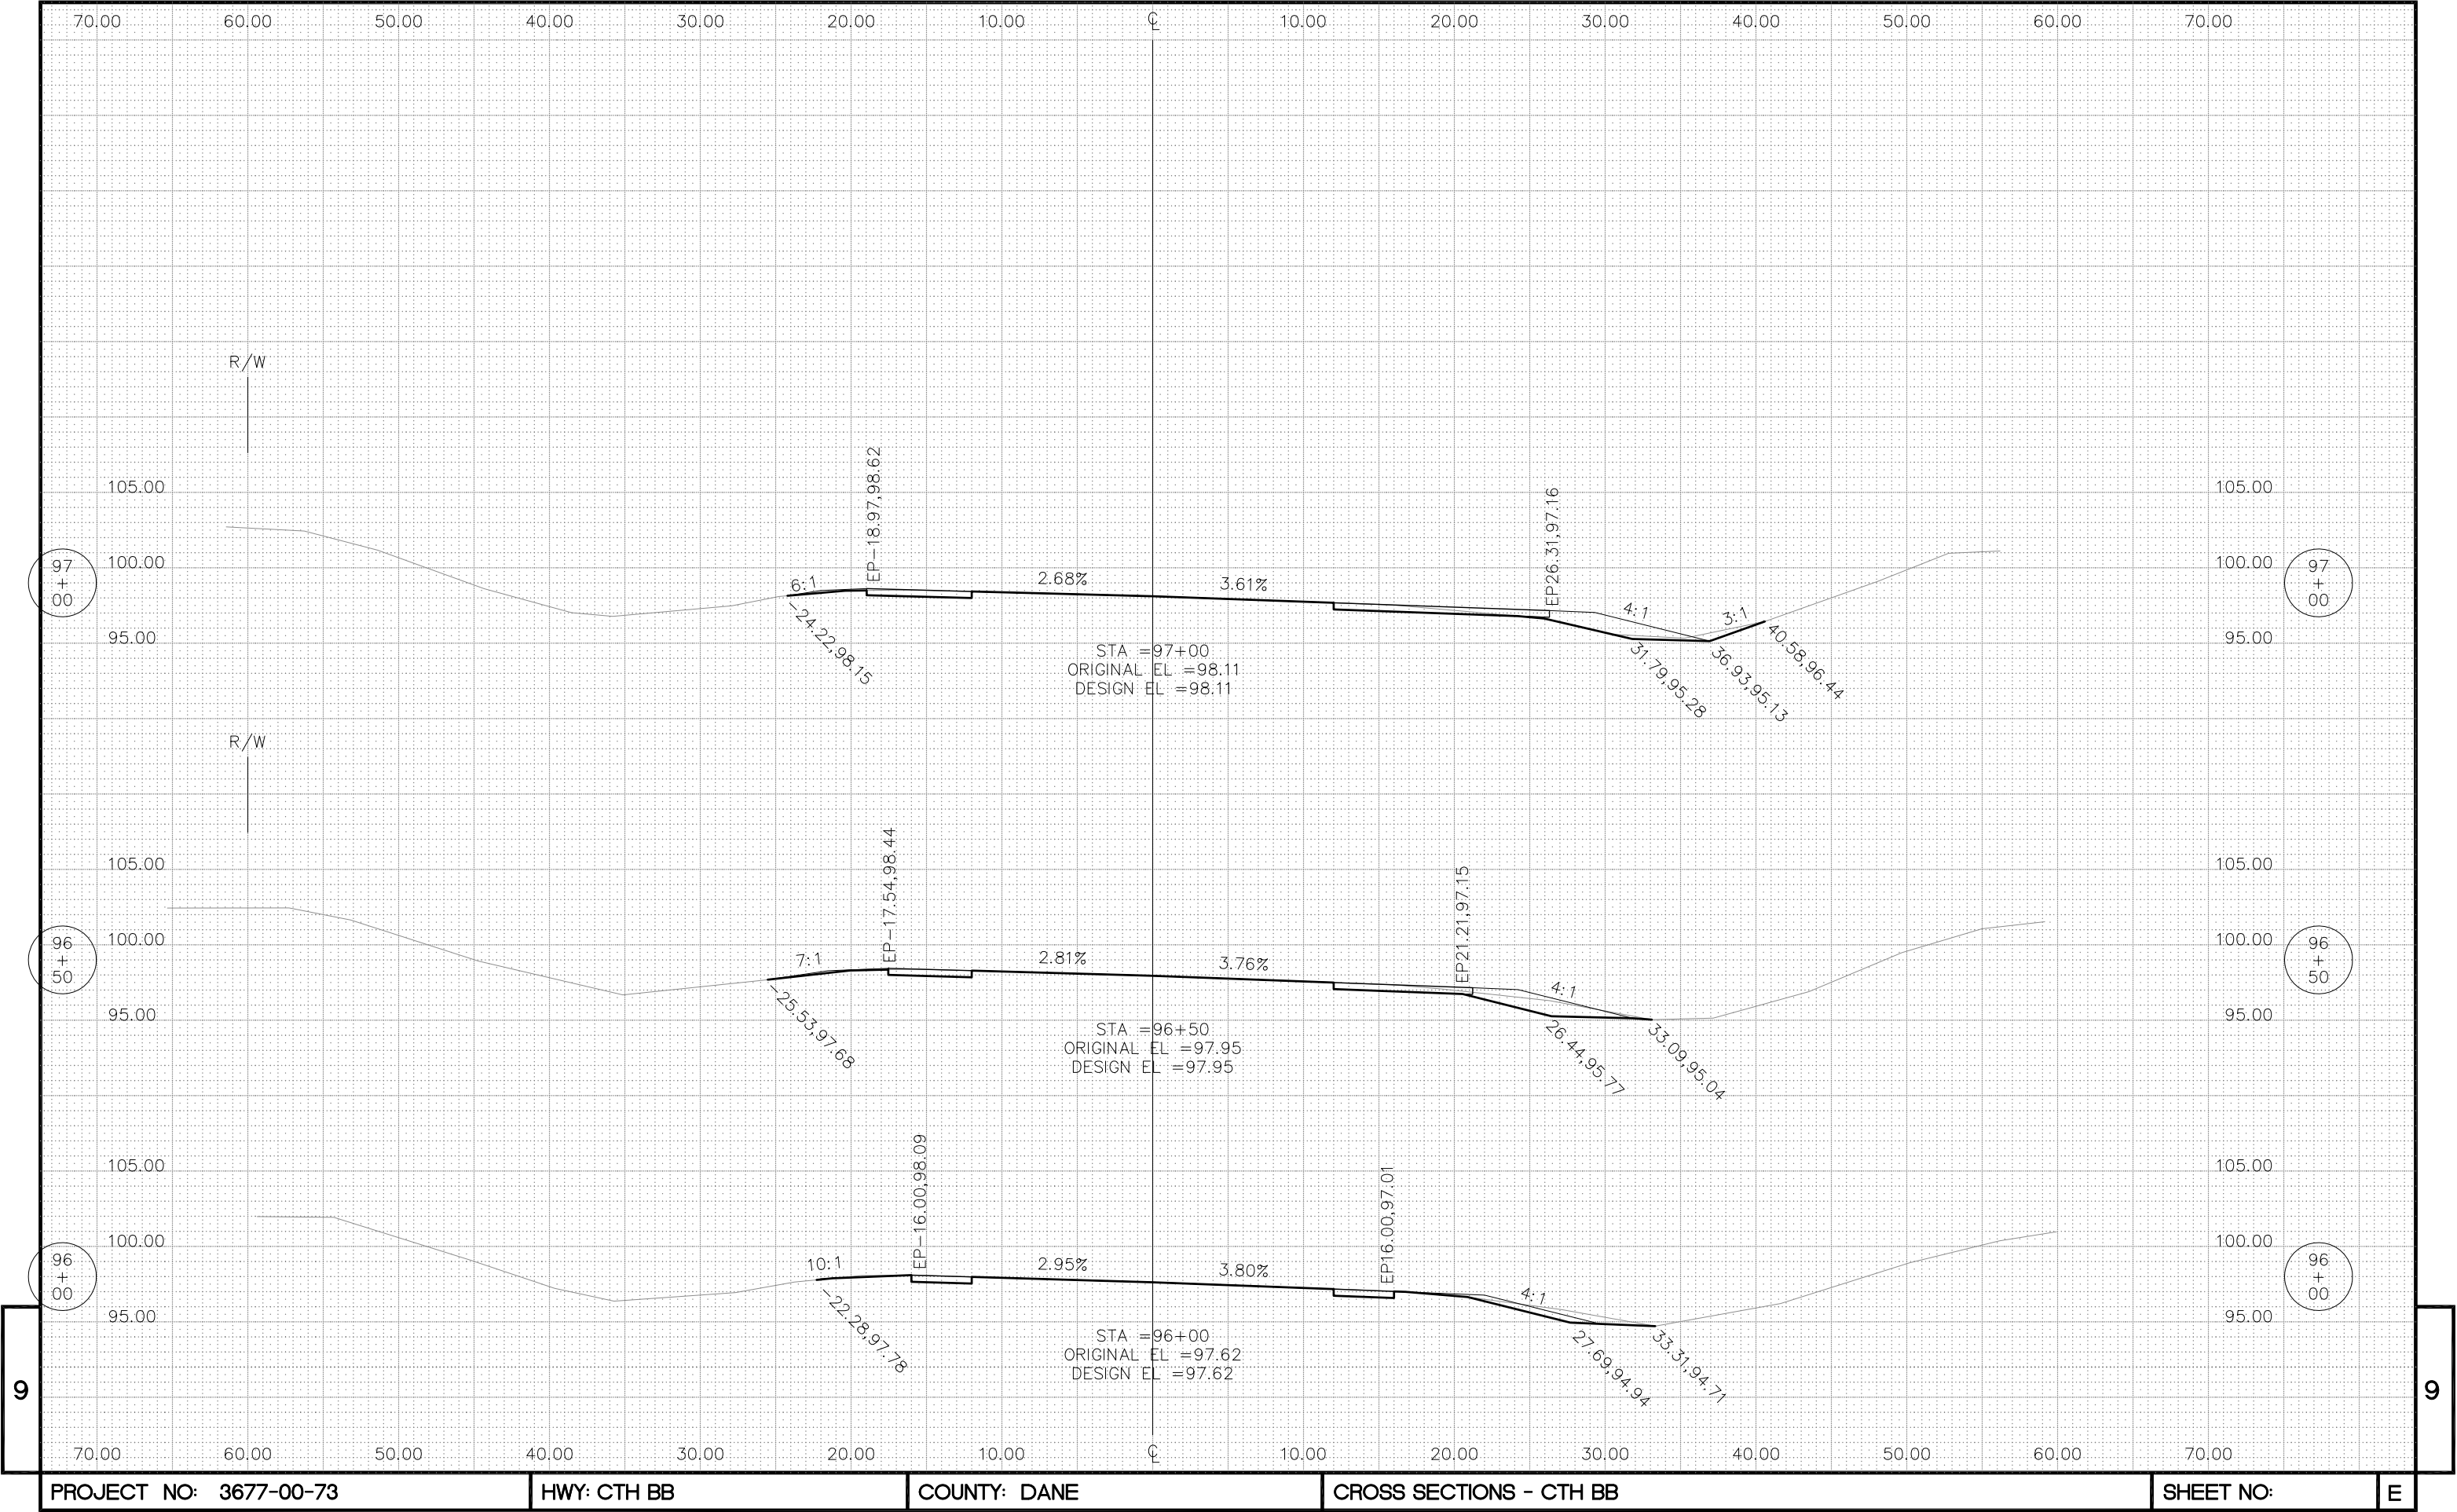 70.00 60.00 50.00 40.00 30.00 20.00 10.00 ℄ 10.00 20.00 30.00 40.00 50.00 60.00 70.00
R/W
105.00 105.00
EP-18.97,98.62
EP26.31,97.16
100.00 100.00
97
+
00
97
+
00
6:1 2.68% 3.61% 4:1 3:1
95.00 95.00
-24.22,98.15
31.79,95.28
36.93,95.13
40.58,96.44
STA =97+00
ORIGINAL EL =98.11
DESIGN EL =98.11
R/W
105.00 105.00
EP-17.54,98.44
EP21.21,97.15
100.00 100.00
96
+
50
96
+
50
7:1 2.81% 3.76% 4:1
95.00 95.00
-25.53,97.68
26.44,95.77
33.09,95.04
STA =96+50
ORIGINAL EL =97.95
DESIGN EL =97.95
105.00 105.00
EP-16.00,98.09
EP16.00,97.01
100.00 100.00
96
+
00
96
+
00
10:1 2.95% 3.80% 4:1
95.00 95.00
-22.28,97.78
27.69,94.94
33.31,94.71
STA =96+00
ORIGINAL EL =97.62
DESIGN EL =97.62
9 9
70.00 60.00 50.00 40.00 30.00 20.00 10.00 ℄ 10.00 20.00 30.00 40.00 50.00 60.00 70.00
PROJECT NO: 3677-00-73 HWY: CTH BB COUNTY: DANE CROSS SECTIONS - CTH BB SHEET NO: E